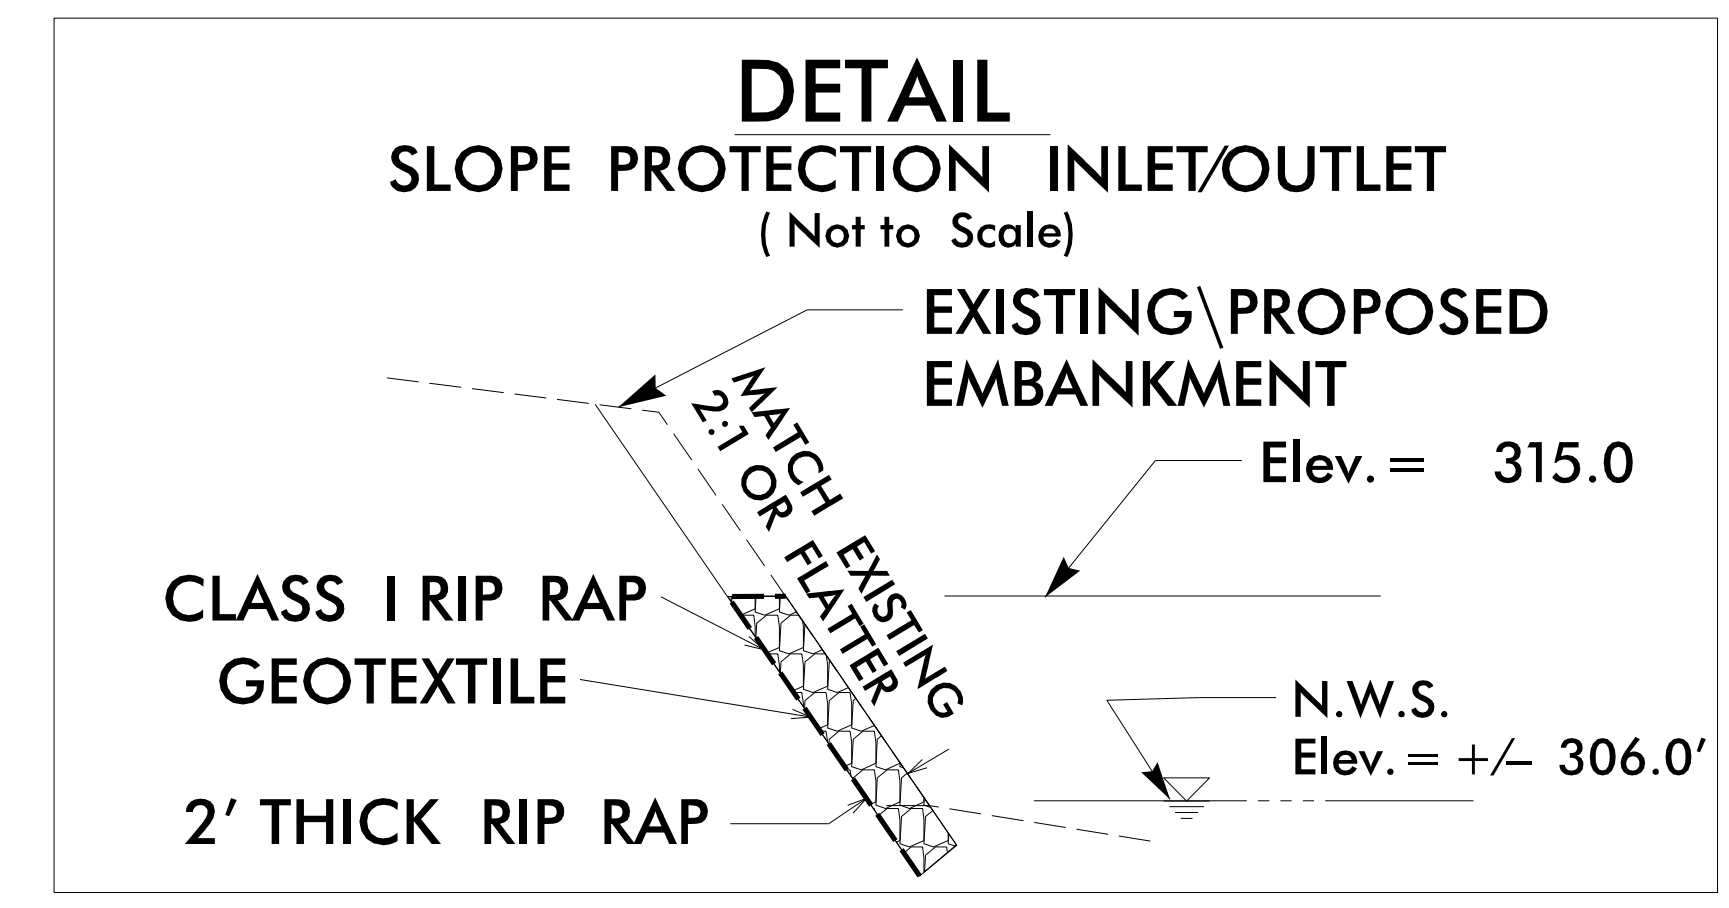 DETAIL
SLOPE PROTECTION INLET/OUTLET
( Not to Scale)
EXISTING\PROPOSED
EMBANKMENT
MATCH EXISTING
2:1 OR FLATTER
Elev. = 315.0
CLASS I RIP RAP
GEOTEXTILE
N.W.S.
Elev. = +/- 306.0'
2' THICK RIP RAP